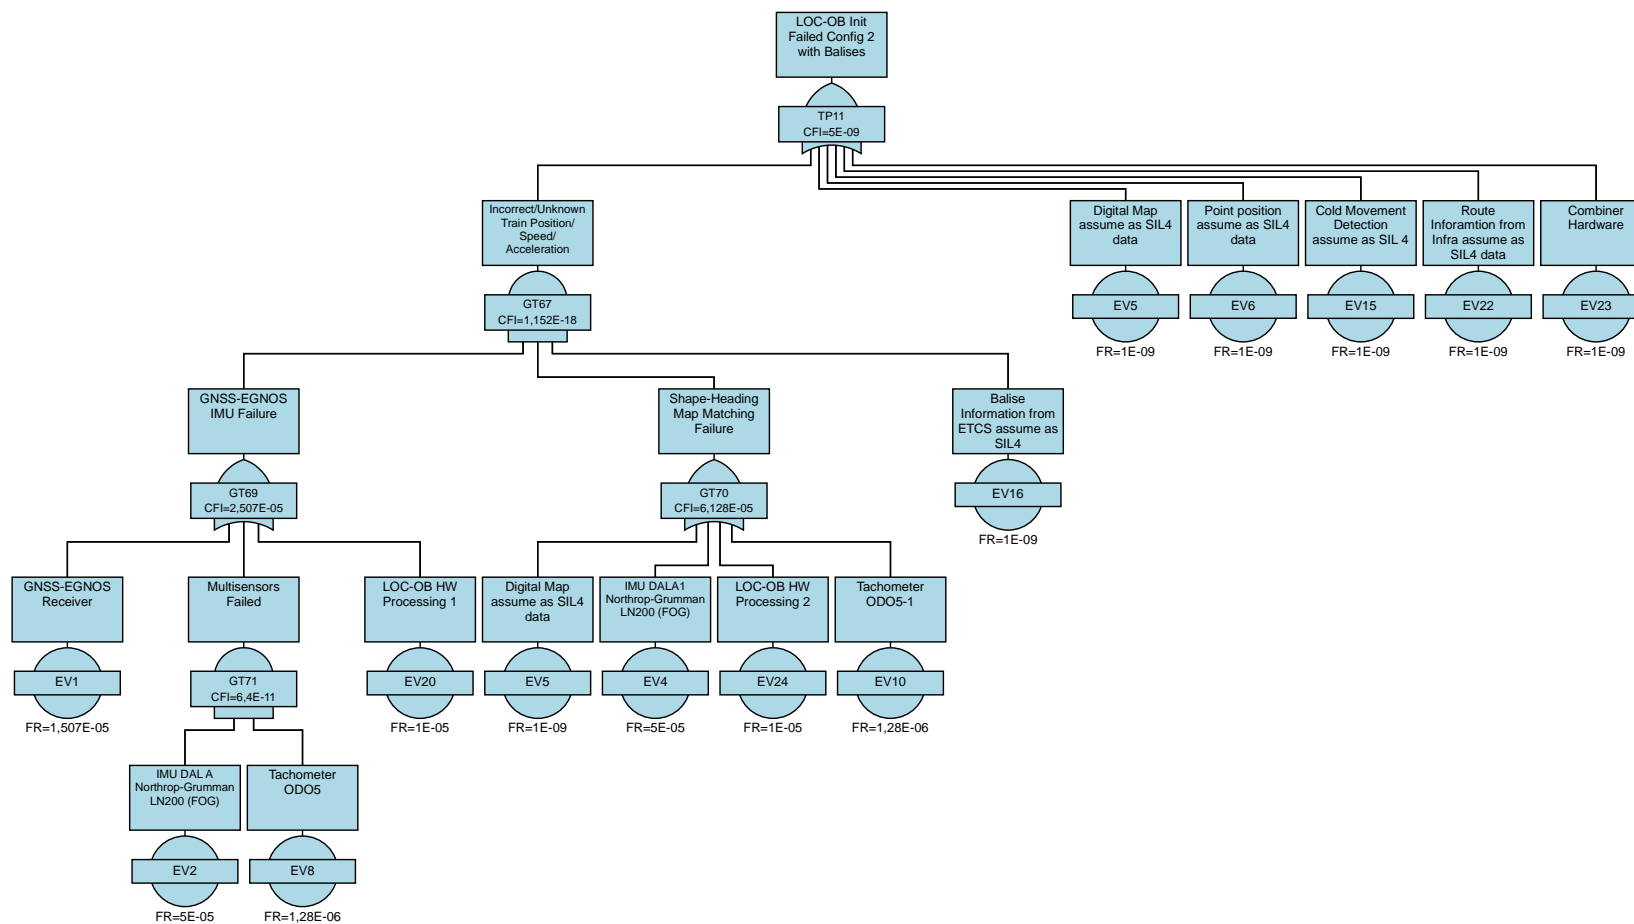 LOC-OB Init
Failed Config 2
with Balises
TP11
CFI=5E-09
Incorrect/Unknown
Train Position/
Speed/
Acceleration
GT67
CFI=1,152E-18
Digital Map
assume as SIL4
data
EV5
FR=1E-09
Point position
assume as SIL4
data
EV6
FR=1E-09
Cold Movement
Detection
assume as SIL 4
EV15
FR=1E-09
Route
Inforamtion from
Infra assume as
SIL4 data
EV22
FR=1E-09
Combiner
Hardware
EV23
FR=1E-09
GNSS-EGNOS
IMU Failure
GT69
CFI=2,507E-05
Shape-Heading
Map Matching
Failure
GT70
CFI=6,128E-05
Balise
Information from
ETCS assume as
SIL4
EV16
FR=1E-09
GNSS-EGNOS
Receiver
EV1
FR=1,507E-05
Multisensors
Failed
GT71
CFI=6,4E-11
LOC-OB HW
Processing 1
EV20
FR=1E-05
Digital Map
assume as SIL4
data
EV5
FR=1E-09
IMU DALA1
Northrop-Grumman
LN200 (FOG)
EV4
FR=5E-05
LOC-OB HW
Processing 2
EV24
FR=1E-05
Tachometer
ODO5-1
EV10
FR=1,28E-06
IMU DAL A
Northrop-Grumman
LN200 (FOG)
EV2
FR=5E-05
Tachometer
ODO5
EV8
FR=1,28E-06